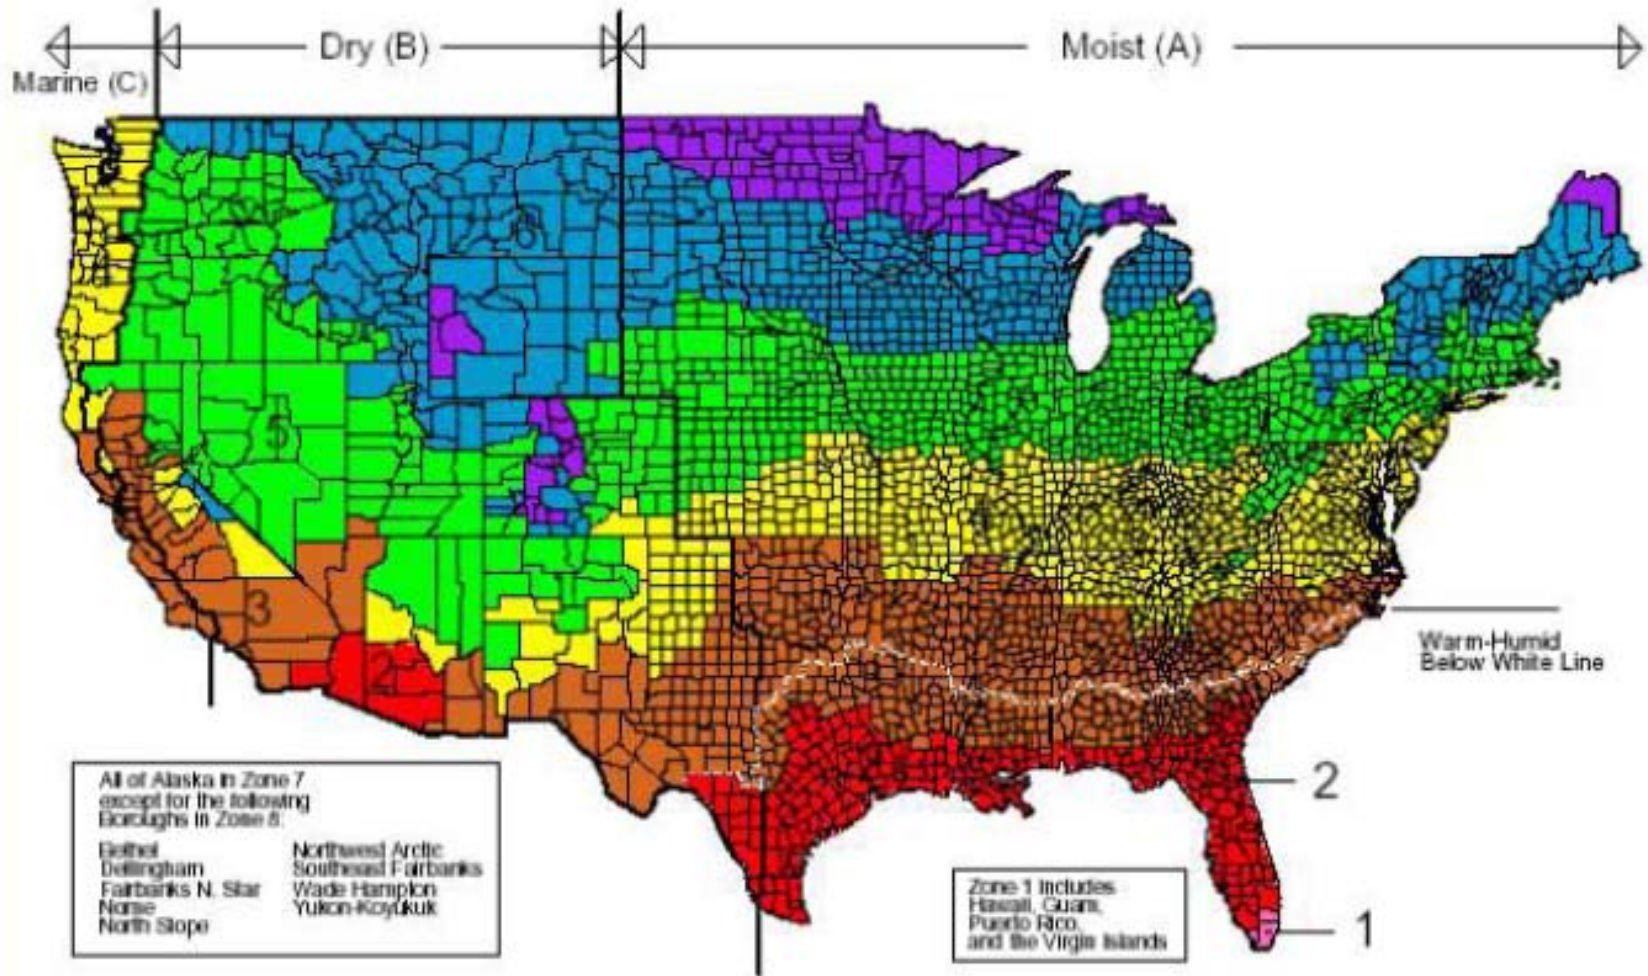 Dry (B)
Moist (A)
Marine (C)
6
5
3
2
Warm-Humid
Below White Line
All of Alaska in Zone 7
except for the following
Boroughs in Zone 8:
Bethel Northwest Arctic
Dellingham Southeast Fairbanks
Fairbanks N. Star Wade Hampton
Nome Yukon-Koyukuk
North Slope
2
Zone 1 includes
Hawaii, Guam,
Puerto Rico,
and the Virgin Islands
1